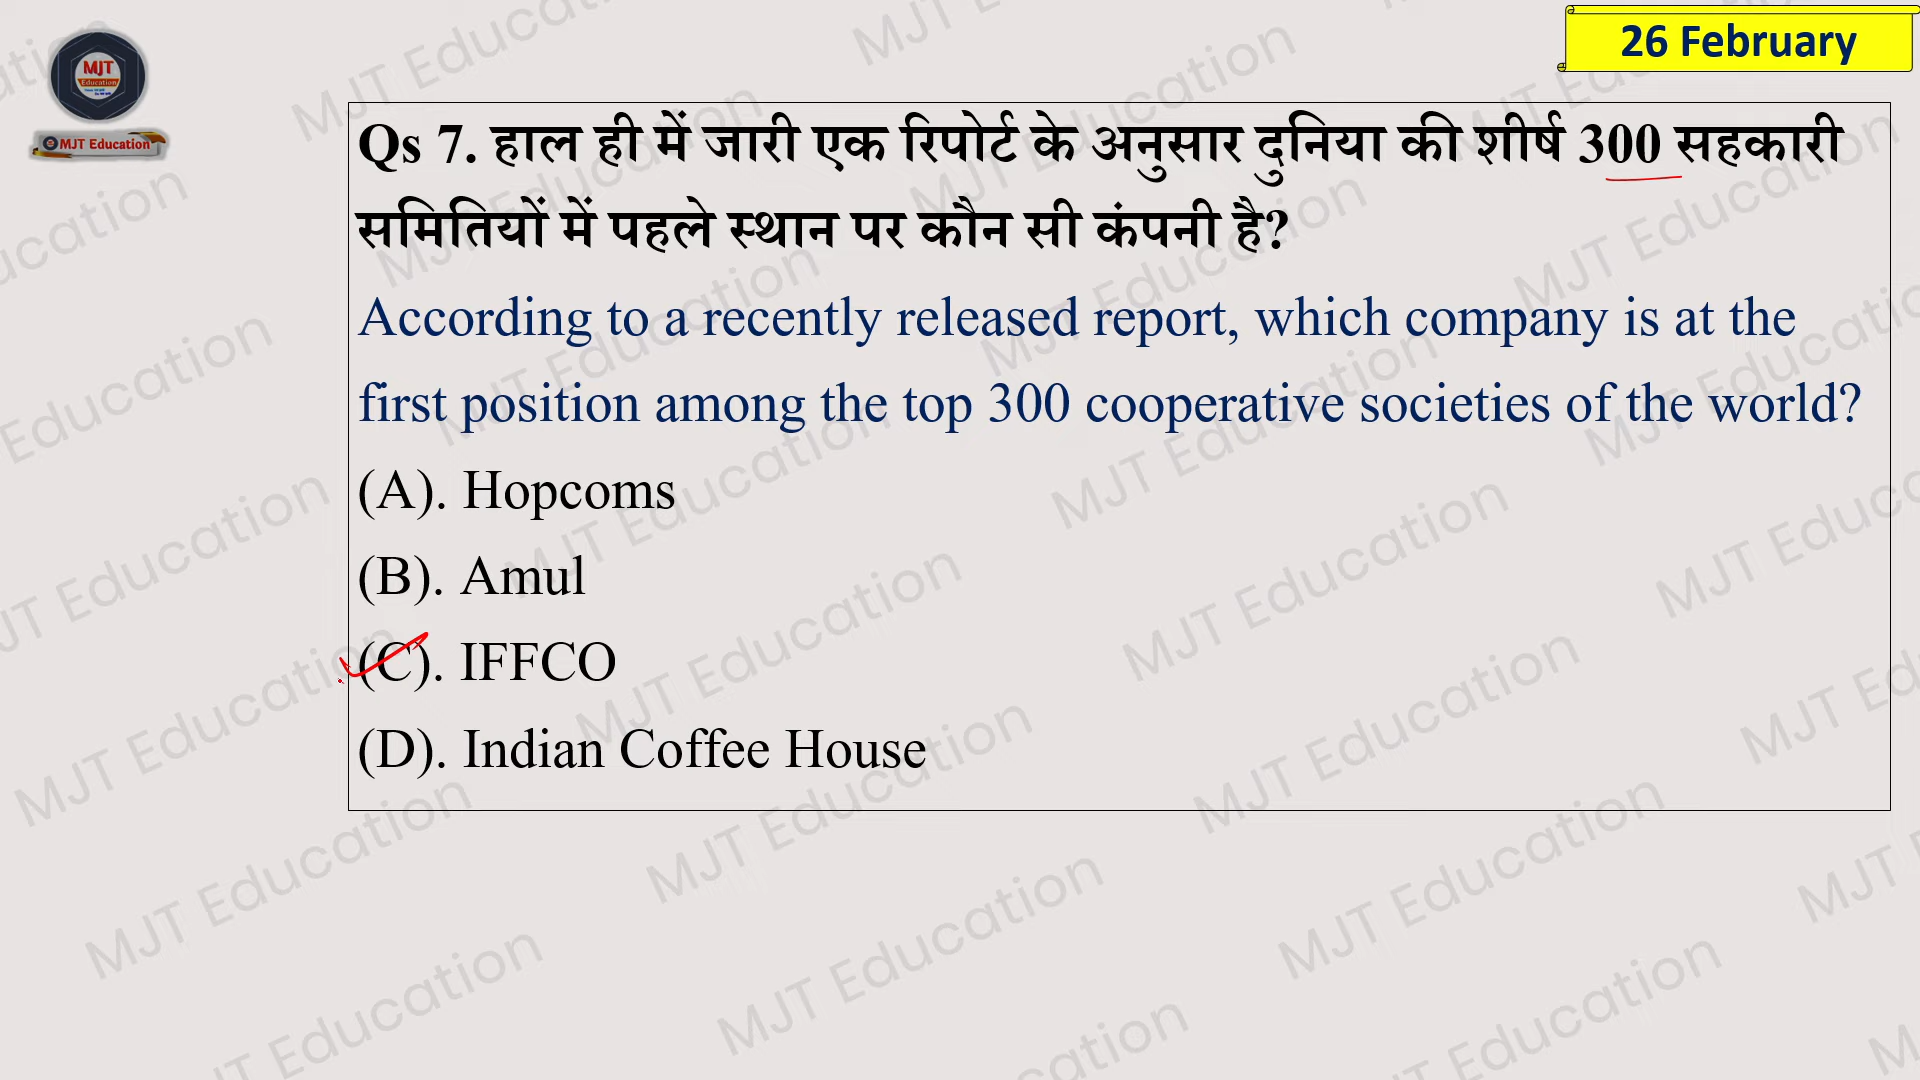 MJT
Education
MJT Education
26 February
Qs 7. हाल ही में जारी एक रिपोर्ट के अनुसार दुनिया की शीर्ष 300 सहकारी
समितियों में पहले स्थान पर कौन सी कंपनी है?
According to a recently released report, which company is at the
first position among the top 300 cooperative societies of the world?
(A). Hopcoms
(B). Amul
(C). IFFCO
(D). Indian Coffee House